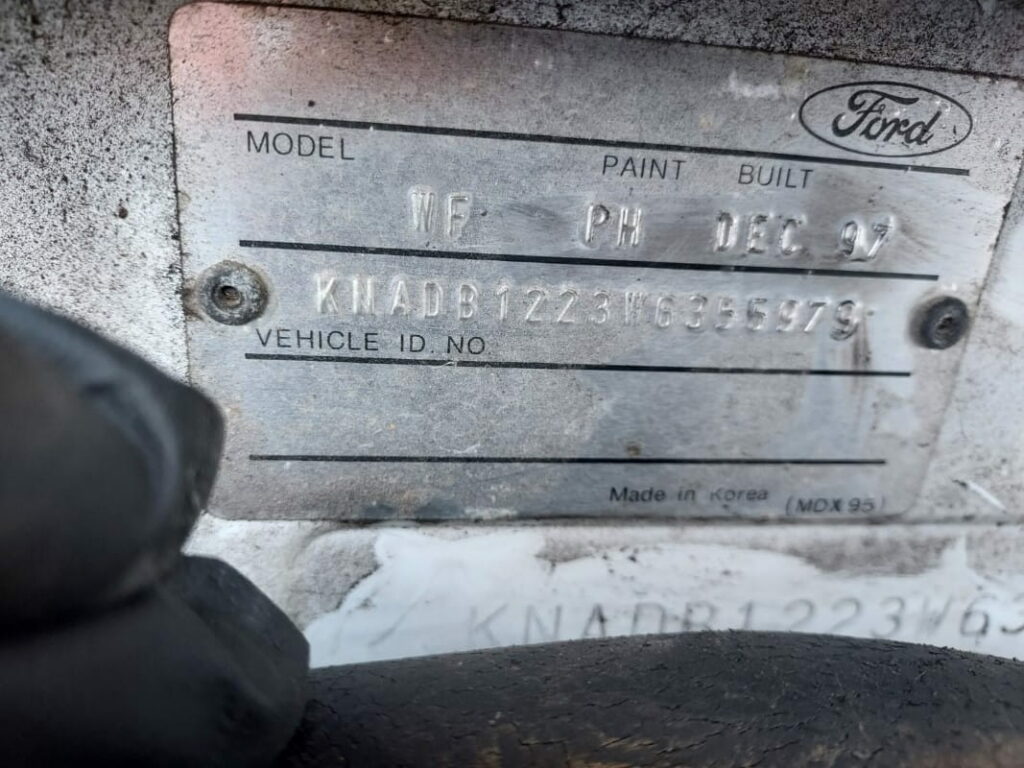 Ford
MODEL PAINT BUILT
WF PH DEC 97
KNADB1223W6355979
VEHICLE ID. NO
Made in Korea (MDX 95)
KNADB1223W63